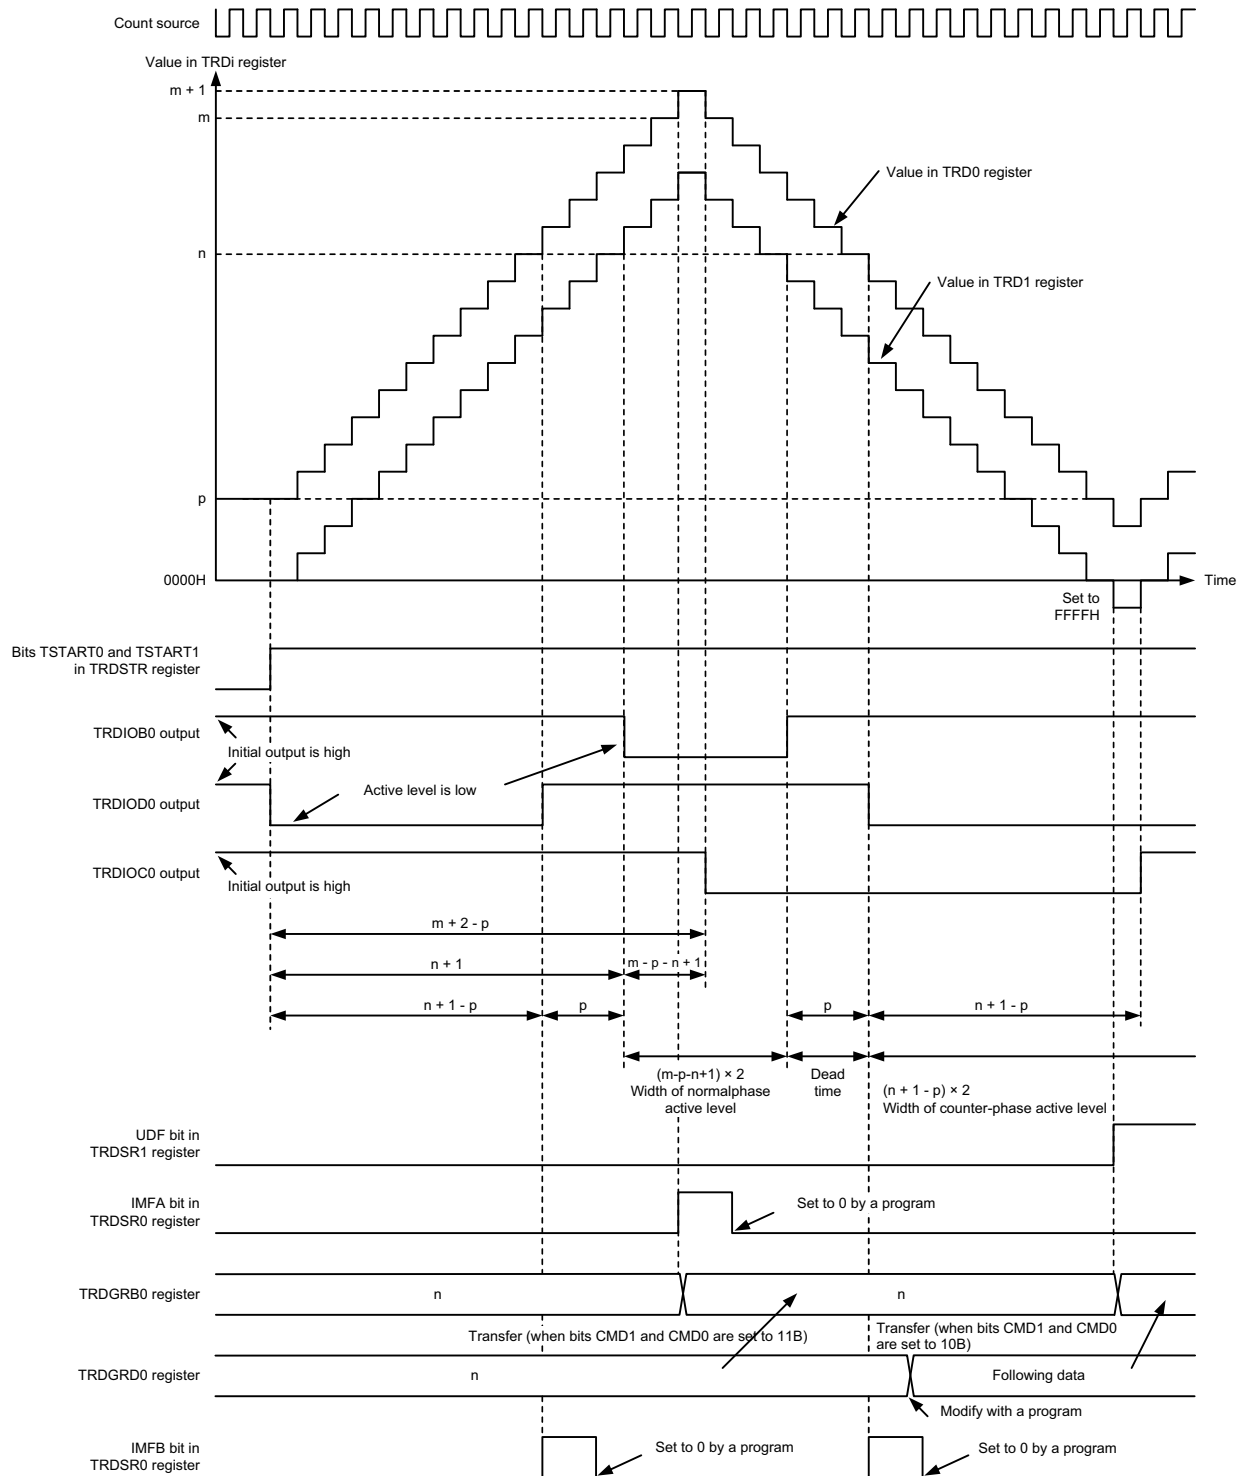 Count source
Value in TRDi register
m + 1
m
Value in TRD0 register
n
Value in TRD1 register
p
0000H
Time
Set to
FFFFH
Bits TSTART0 and TSTART1
in TRDSTR register
TRDIOB0 output
Initial output is high
Active level is low
TRDIOD0 output
TRDIOC0 output
Initial output is high
m + 2 - p
n + 1
m - p - n + 1
n + 1 - p
p
p
n + 1 - p
(m-p-n+1) × 2
Width of normalphase
active level
Dead
time
(n + 1 - p) × 2
Width of counter-phase active level
UDF bit in
TRDSR1 register
IMFA bit in
TRDSR0 register
Set to 0 by a program
TRDGRB0 register
n
n
Transfer (when bits CMD1 and CMD0 are set to 11B)
Transfer (when bits CMD1 and CMD0
are set to 10B)
TRDGRD0 register
n
Following data
Modify with a program
IMFB bit in
TRDSR0 register
Set to 0 by a program
Set to 0 by a program